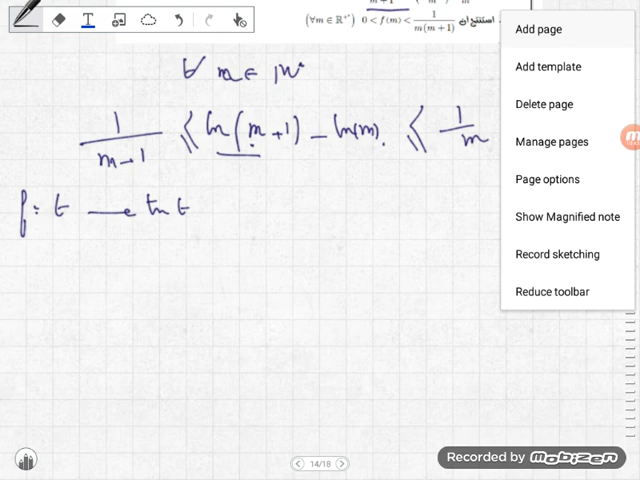 استنتج ان (∀m ∈ ℝ⁺*) 0 < f(m) < 1/(m(m+1))
Add page
∀ m ∈ ℕ*
Add template
Delete page
1/(m+1) ⩽ ln(m+1) – ln(m) ⩽ 1/m
Manage pages
Page options
f: t → ln t
Show Magnified note
Record sketching
Reduce toolbar
14/18
Recorded by mobizen